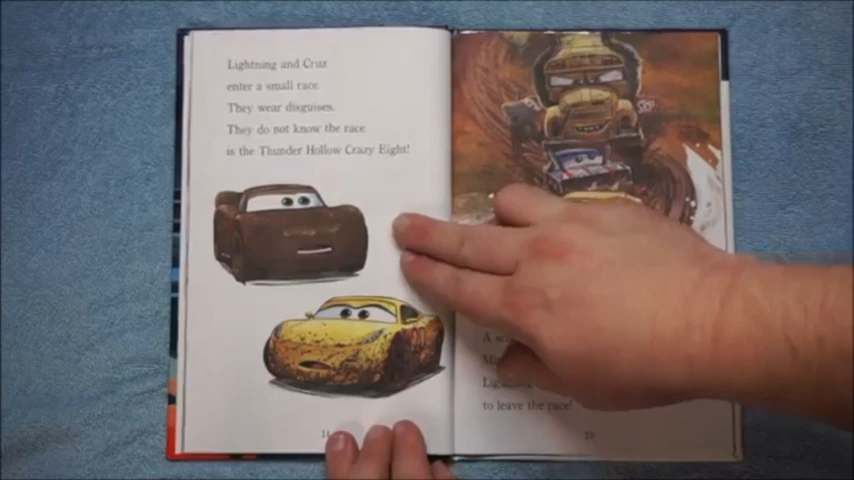 Lightning and Cruz
enter a small race.
They wear disguises.
They do not know the race
is the Thunder Hollow Crazy Eight!
14
A
to leave the race!